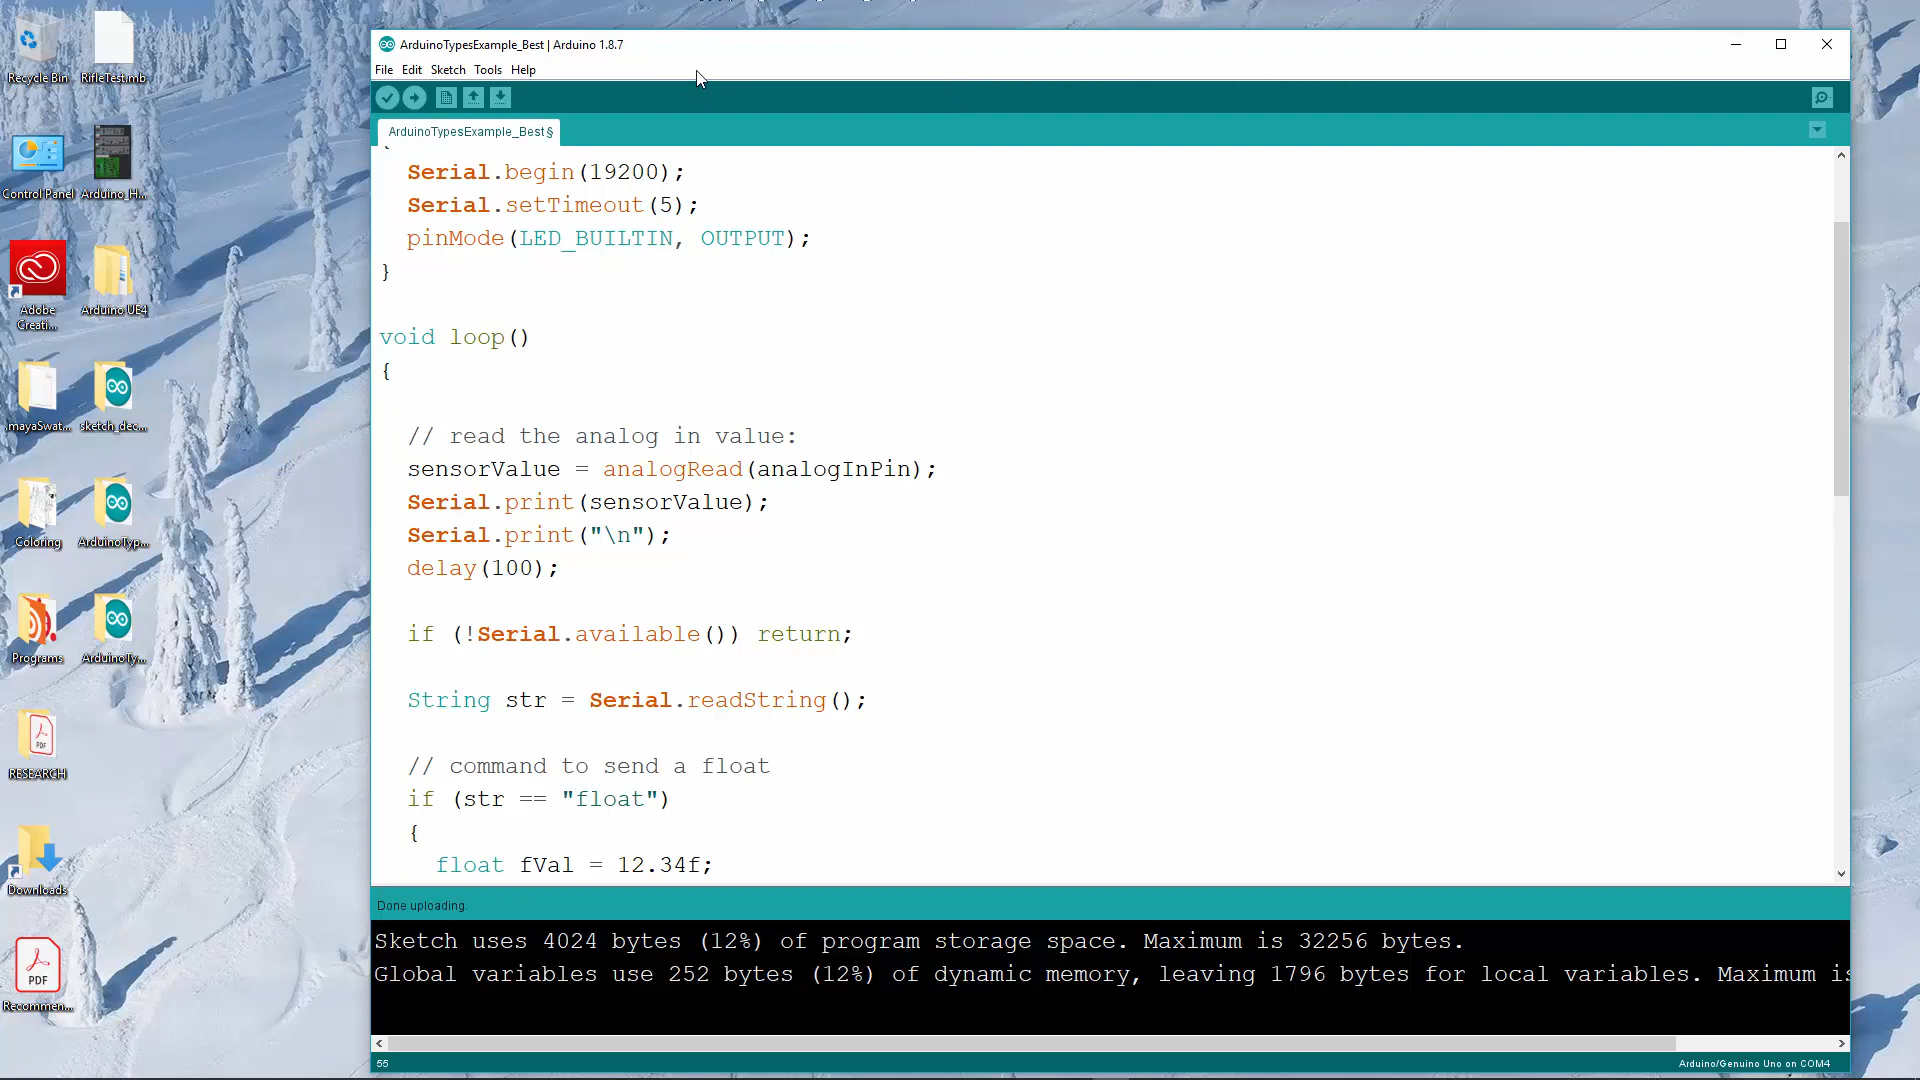 Recycle Bin
RifleTest.mb
Control Panel
Arduino_H...
Adobe
Creati...
Arduino UE4
.mayaSwat...
sketch_dec...
Coloring
ArduinoTyp...
Programs
ArduinoTy...
RESEARCH
PDF
Downloads
PDF
Recommen...
ArduinoTypesExample_Best | Arduino 1.8.7
File Edit Sketch Tools Help
ArduinoTypesExample_Best §
{
Serial.begin(19200);
Serial.setTimeout(5);
pinMode(LED_BUILTIN, OUTPUT);
}
void loop()
{
// read the analog in value:
sensorValue = analogRead(analogInPin);
Serial.print(sensorValue);
Serial.print("\n");
delay(100);
if (!Serial.available()) return;
String str = Serial.readString();
// command to send a float
if (str == "float")
{
float fVal = 12.34f;
Done uploading.
Sketch uses 4024 bytes (12%) of program storage space. Maximum is 32256 bytes.
Global variables use 252 bytes (12%) of dynamic memory, leaving 1796 bytes for local variables. Maximum is
55
Arduino/Genuino Uno on COM4